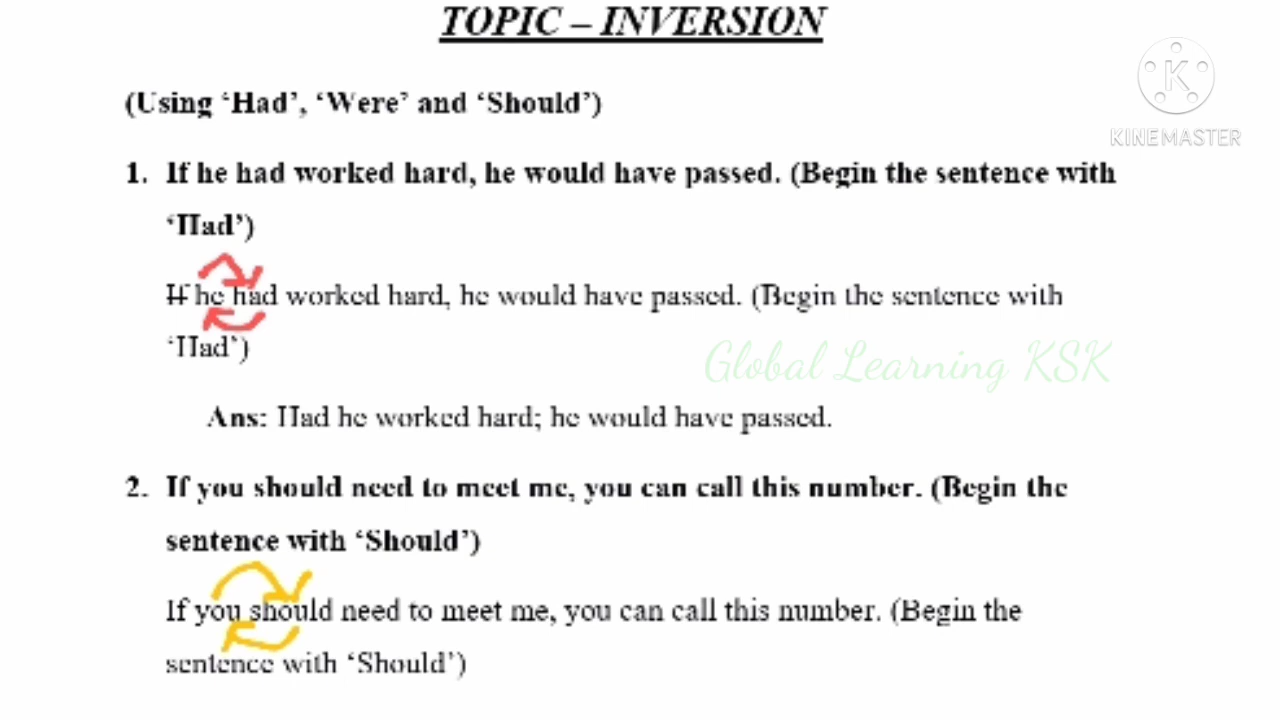 TOPIC – INVERSION
KINEMASTER
(Using ‘Had’, ‘Were’ and ‘Should’)
1. If he had worked hard, he would have passed. (Begin the sentence with
‘Had’)
If he had worked hard, he would have passed. (Begin the sentence with
‘Had’)
Global Learning KSK
Ans: Had he worked hard; he would have passed.
2. If you should need to meet me, you can call this number. (Begin the
sentence with ‘Should’)
If you should need to meet me, you can call this number. (Begin the
sentence with ‘Should’)